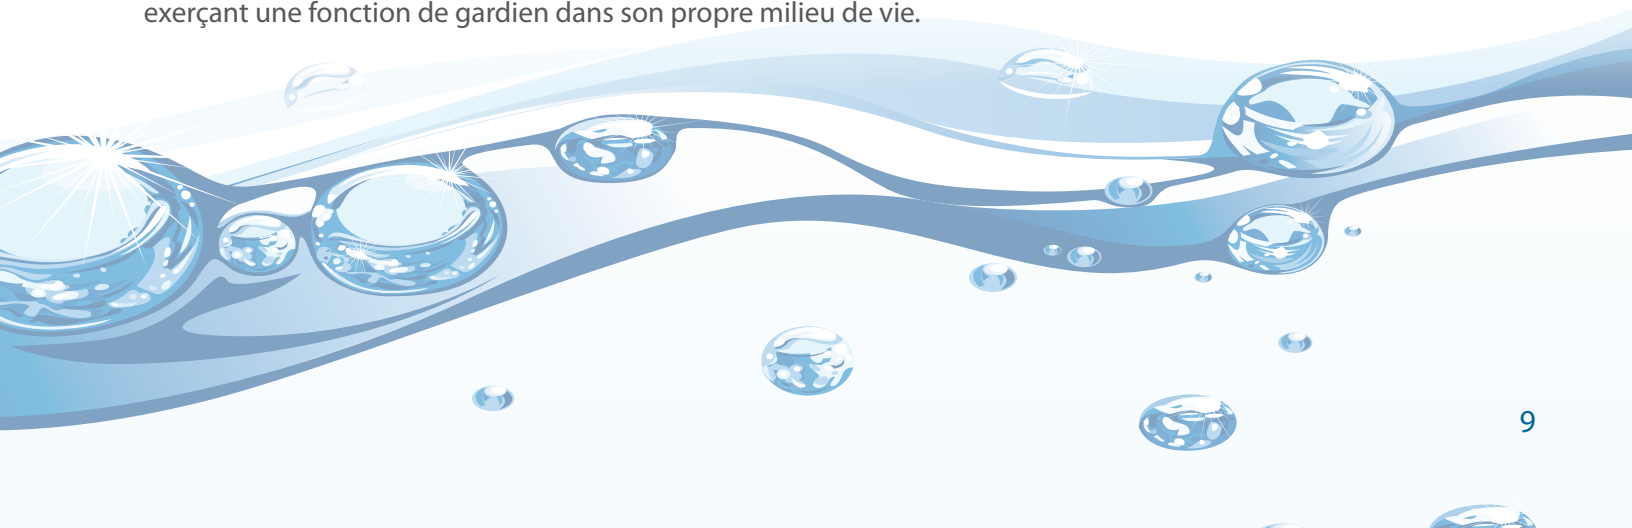 exerçant une fonction de gardien dans son propre milieu de vie.
9